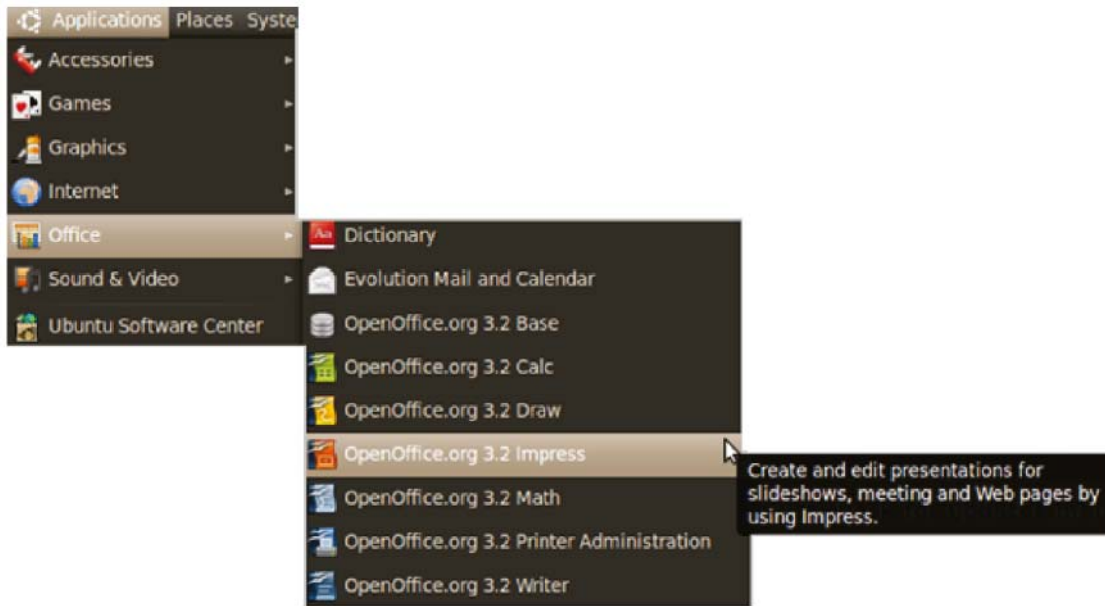 Applications Places Syste
Accessories
Games
Graphics
Internet
Office
Sound & Video
Ubuntu Software Center
Aa Dictionary
Evolution Mail and Calendar
OpenOffice.org 3.2 Base
OpenOffice.org 3.2 Calc
OpenOffice.org 3.2 Draw
OpenOffice.org 3.2 Impress
OpenOffice.org 3.2 Math
OpenOffice.org 3.2 Printer Administration
OpenOffice.org 3.2 Writer
Create and edit presentations for
slideshows, meeting and Web pages by
using Impress.